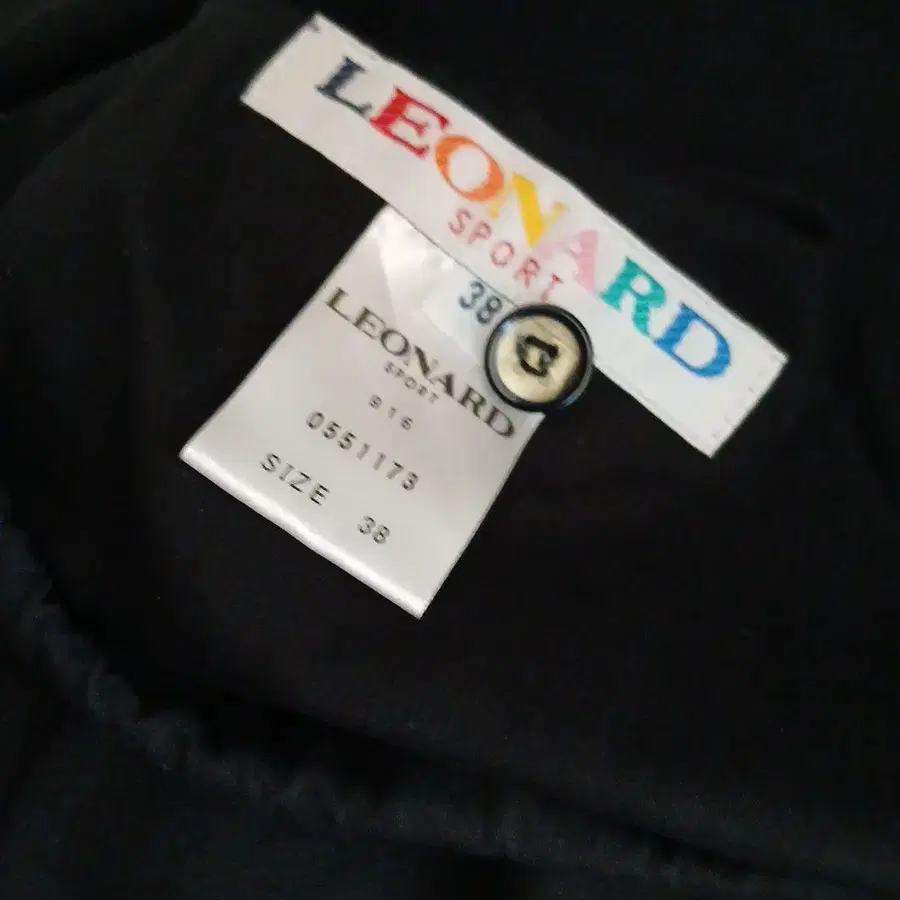 LEONARD
SPORT
38
LEONARD
SPORT
916
0551173
SIZE 38